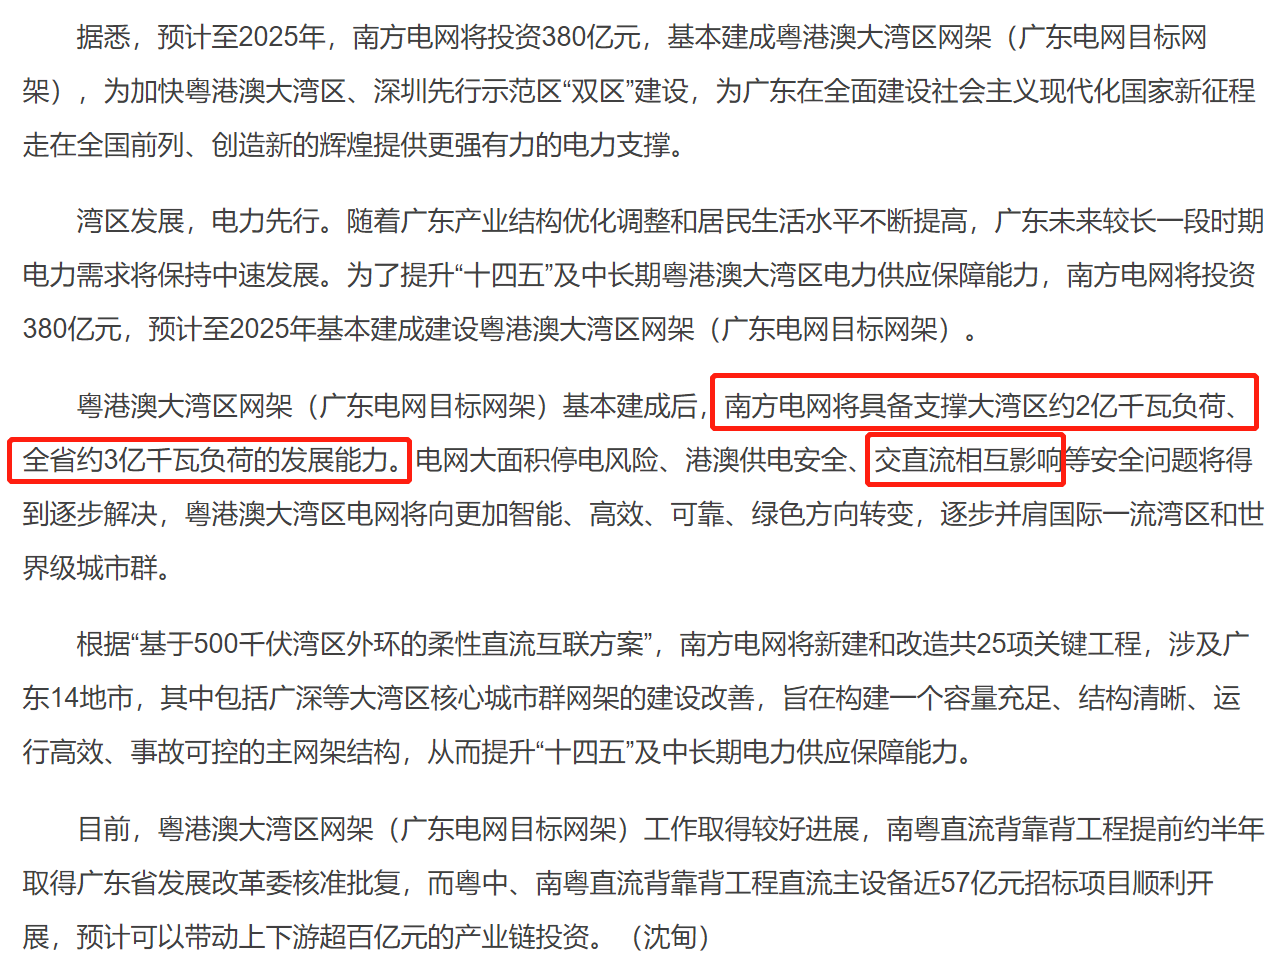 据悉，预计至2025年，南方电网将投资380亿元，基本建成粤港澳大湾区网架（广东电网目标网
架），为加快粤港澳大湾区、深圳先行示范区“双区”建设，为广东在全面建设社会主义现代化国家新征程
走在全国前列、创造新的辉煌提供更强有力的电力支撑。
湾区发展，电力先行。随着广东产业结构优化调整和居民生活水平不断提高，广东未来较长一段时期
电力需求将保持中速发展。为了提升“十四五”及中长期粤港澳大湾区电力供应保障能力，南方电网将投资
380亿元，预计至2025年基本建成建设粤港澳大湾区网架（广东电网目标网架）。
粤港澳大湾区网架（广东电网目标网架）基本建成后，南方电网将具备支撑大湾区约2亿千瓦负荷、
全省约3亿千瓦负荷的发展能力。电网大面积停电风险、港澳供电安全、交直流相互影响等安全问题将得
到逐步解决，粤港澳大湾区电网将向更加智能、高效、可靠、绿色方向转变，逐步并肩国际一流湾区和世
界级城市群。
根据“基于500千伏湾区外环的柔性直流互联方案”，南方电网将新建和改造共25项关键工程，涉及广
东14地市，其中包括广深等大湾区核心城市群网架的建设改善，旨在构建一个容量充足、结构清晰、运
行高效、事故可控的主网架结构，从而提升“十四五”及中长期电力供应保障能力。
目前，粤港澳大湾区网架（广东电网目标网架）工作取得较好进展，南粤直流背靠背工程提前约半年
取得广东省发展改革委核准批复，而粤中、南粤直流背靠背工程直流主设备近57亿元招标项目顺利开
展，预计可以带动上下游超百亿元的产业链投资。（沈甸）